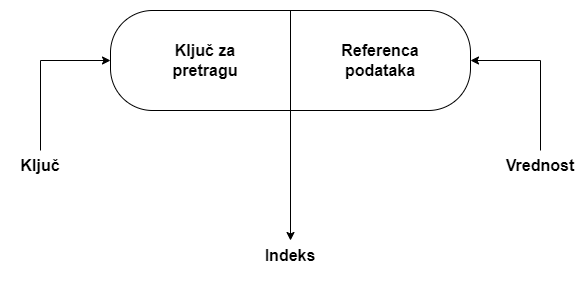 Ključ za
pretragu
Referenca
podataka
Ključ
Vrednost
Indeks